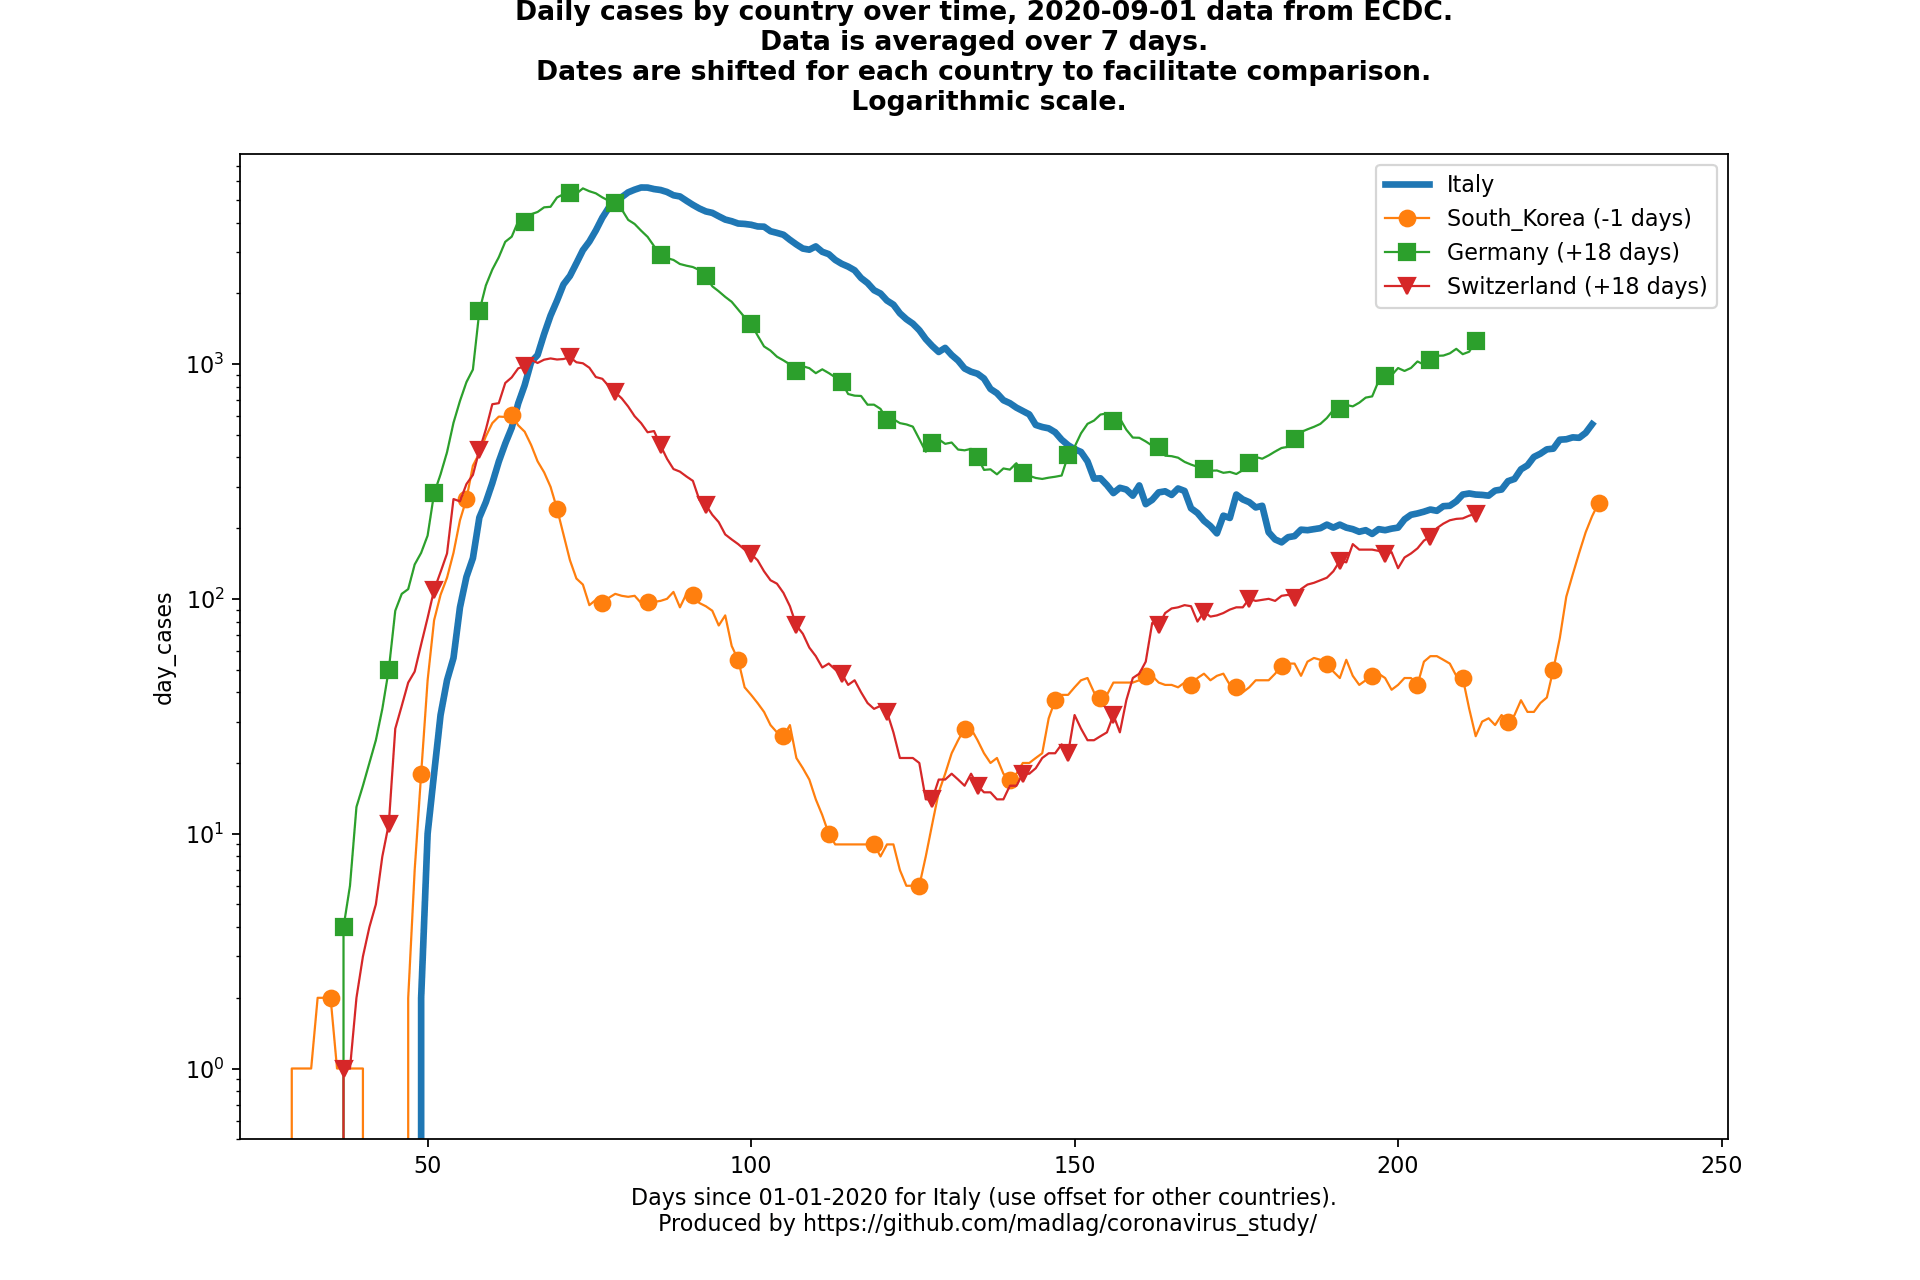 Daily cases by country over time, 2020-09-01 data from ECDC.
Data is averaged over 7 days.
Dates are shifted for each country to facilitate comparison.
Logarithmic scale.
Italy
South_Korea (-1 days)
Germany (+18 days)
Switzerland (+18 days)
day_cases
10³
10²
10¹
10⁰
50
100
150
200
250
Days since 01-01-2020 for Italy (use offset for other countries).
Produced by https://github.com/madlag/coronavirus_study/